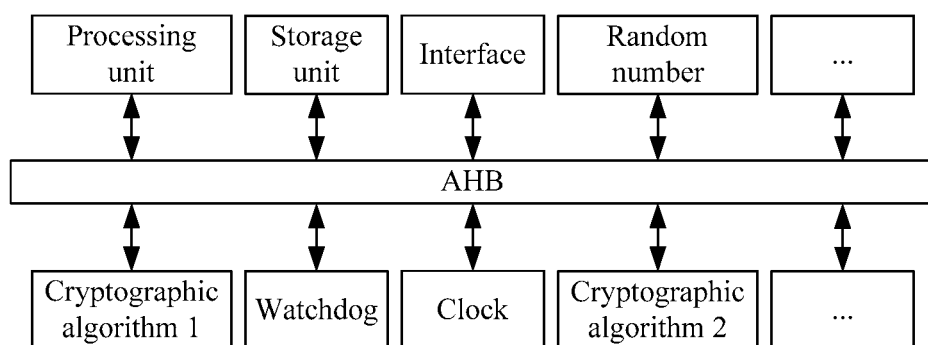 Processing
unit
Storage
unit
Interface
Random
number
...
AHB
Cryptographic
algorithm 1
Watchdog
Clock
Cryptographic
algorithm 2
...